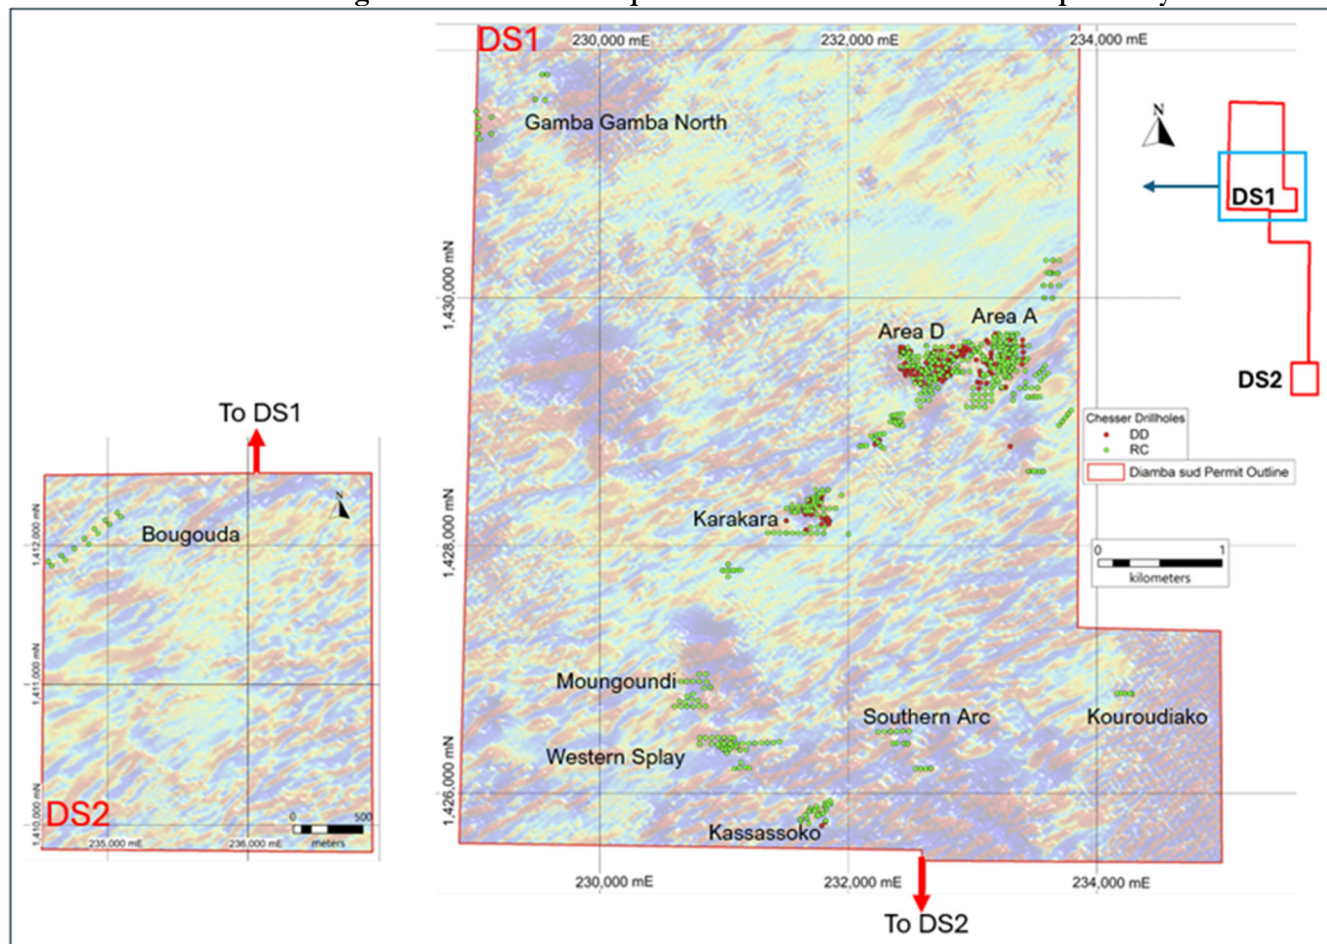 DS1
230,000 mE
232,000 mE
234,000 mE
Gamba Gamba North
N
DS1
DS2
1,430,000 mN
Area A
Area D
Chesser Drillholes
DD
RC
Diamba sud Permit Outline
Karakara
1,428,000 mN
0 1
kilometers
Moungoundi
Southern Arc
Kouroudiako
Western Splay
1,426,000 mN
Kassassoko
230,000 mE
232,000 mE
234,000 mE
To DS2
To DS1
N
Bougouda
1,412,000 mN
1,411,000 mN
1,410,000 mN
DS2
0 500
meters
235,000 mE
236,000 mE